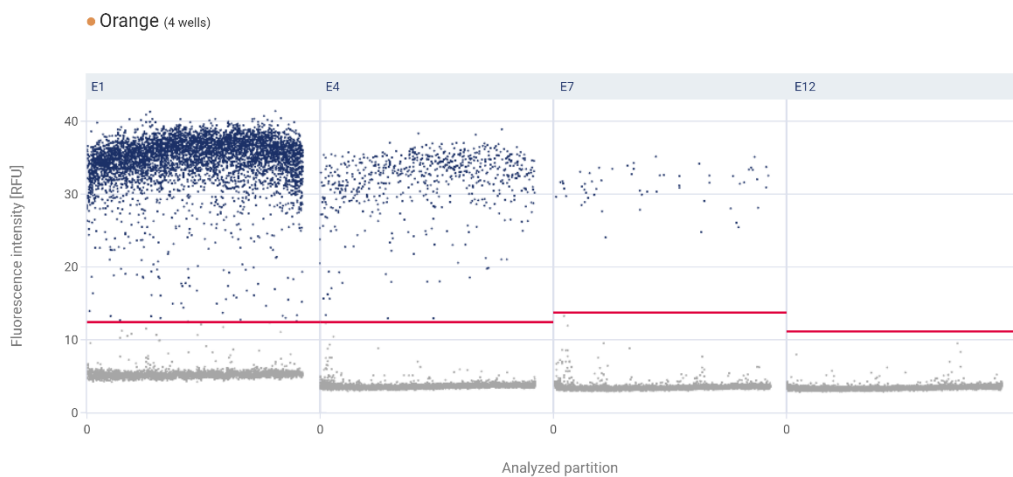 Orange (4 wells)
E1 E4 E7 E12
40
30
20
10
0
0 0 0 0
Fluorescence intensity [RFU]
Analyzed partition